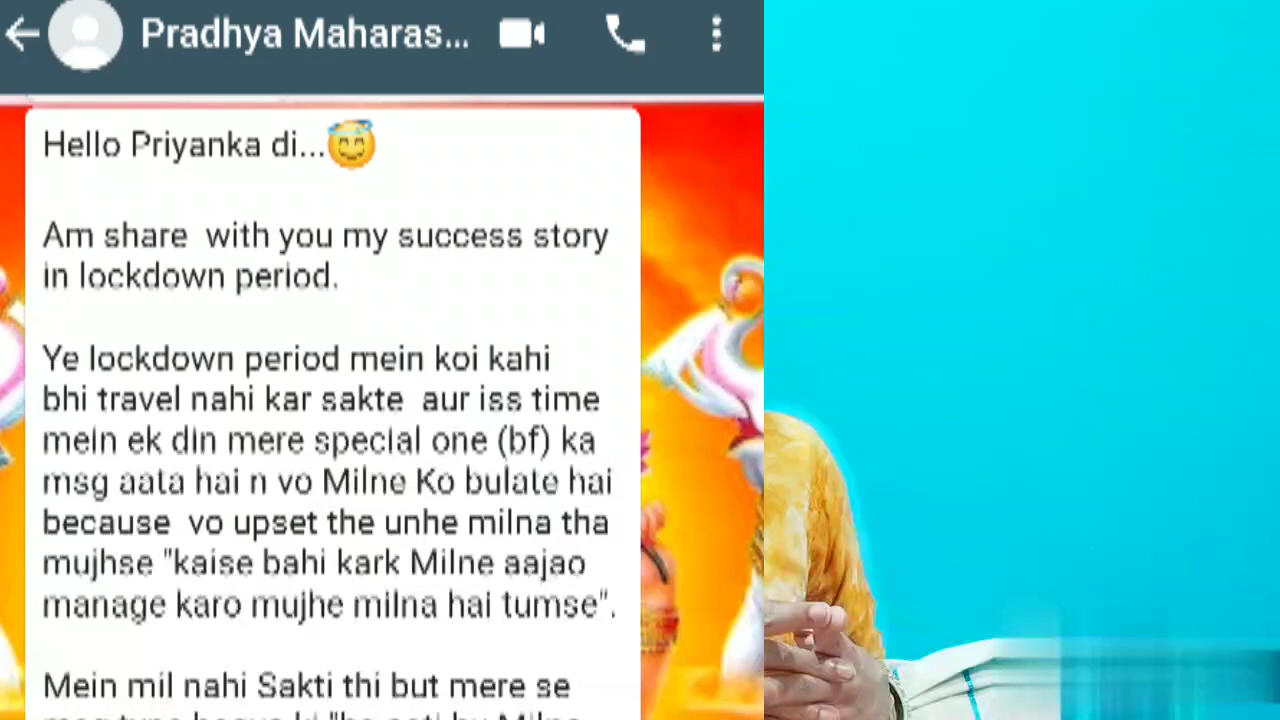 Pradhya Maharas...
Hello Priyanka di...😇
Am share with you my success story
in lockdown period.
Ye lockdown period mein koi kahi
bhi travel nahi kar sakte aur iss time
mein ek din mere special one (bf) ka
msg aata hai n vo Milne Ko bulate hai
because vo upset the unhe milna tha
mujhse "kaise bahi kark Milne aajao
manage karo mujhe milna hai tumse".
Mein mil nahi Sakti thi but mere se